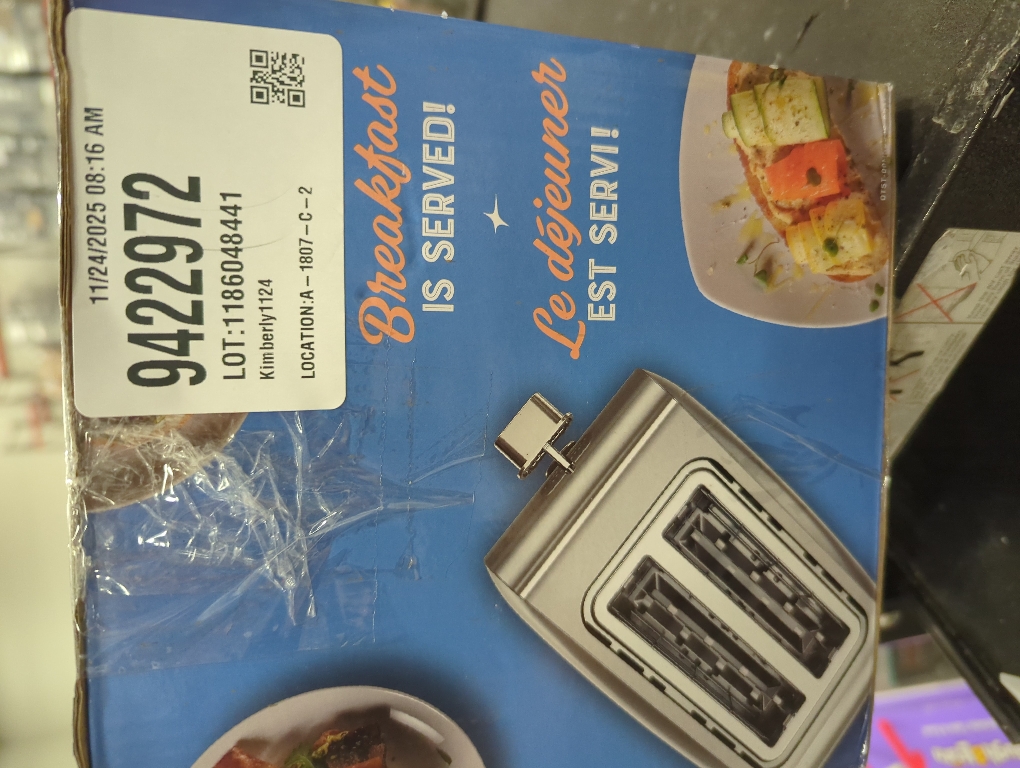 11/24/2025 08:16 AM
9422972
LOT:1186048441
Kimberly1124
LOCATION:A-1807-C-2
Breakfast
IS SERVED!
Le déjeuner
EST SERVI!